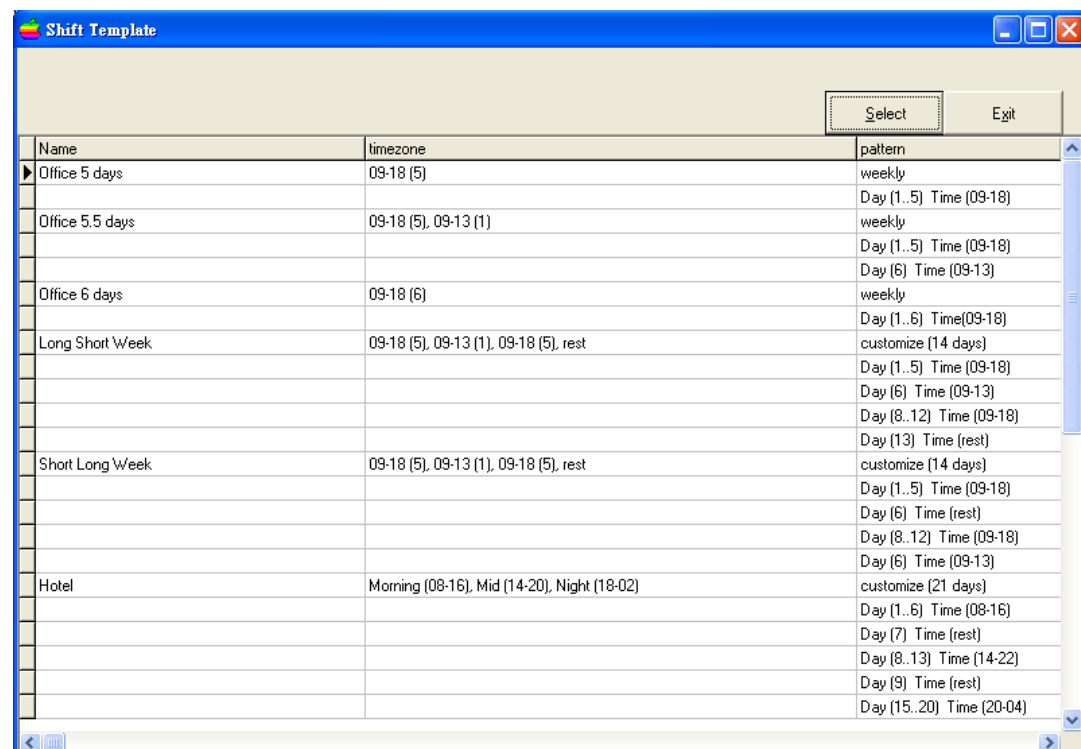 Shift Template
Select Exit
Name timezone pattern
Office 5 days 09-18 (5) weekly
Day (1..5) Time (09-18)
Office 5.5 days 09-18 (5), 09-13 (1) weekly
Day (1..5) Time (09-18)
Day (6) Time (09-13)
Office 6 days 09-18 (6) weekly
Day (1..6) Time(09-18)
Long Short Week 09-18 (5), 09-13 (1), 09-18 (5), rest customize (14 days)
Day (1..5) Time (09-18)
Day (6) Time (09-13)
Day (8..12) Time (09-18)
Day (13) Time (rest)
Short Long Week 09-18 (5), 09-13 (1), 09-18 (5), rest customize (14 days)
Day (1..5) Time (09-18)
Day (6) Time (rest)
Day (8..12) Time (09-18)
Day (6) Time (09-13)
Hotel Morning (08-16), Mid (14-20), Night (18-02) customize (21 days)
Day (1..6) Time (08-16)
Day (7) Time (rest)
Day (8..13) Time (14-22)
Day (9) Time (rest)
Day (15..20) Time (20-04)